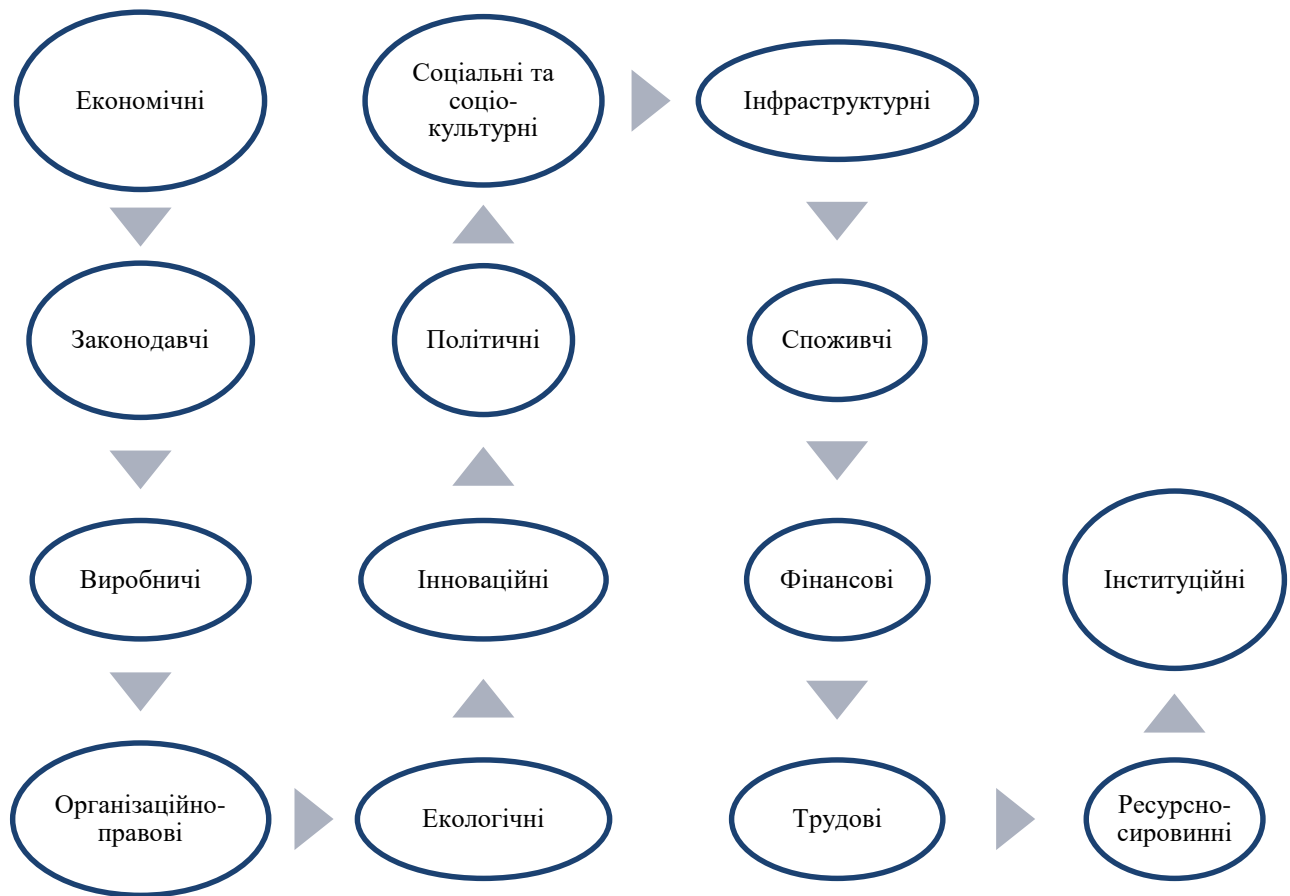 Економічні
Законодавчі
Виробничі
Організаційно-
правові
Екологічні
Інноваційні
Політичні
Соціальні та
соціо-
культурні
Інфраструктурні
Споживчі
Фінансові
Трудові
Ресурсно-
сировинні
Інституційні